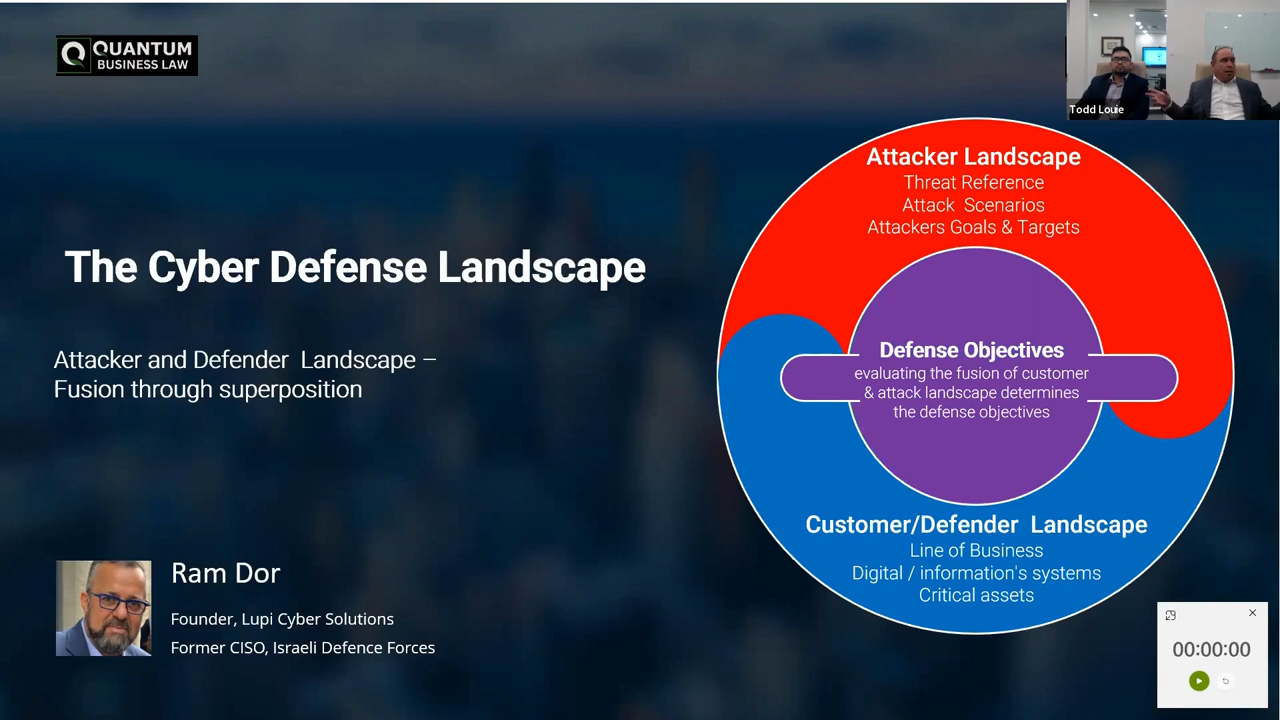 QUANTUM
BUSINESS LAW
Todd Louie
Attacker Landscape
Threat Reference
Attack Scenarios
Attackers Goals & Targets
The Cyber Defense Landscape
Attacker and Defender Landscape –
Fusion through superposition
Defense Objectives
evaluating the fusion of customer
& attack landscape determines
the defense objectives
Customer/Defender Landscape
Line of Business
Digital / information's systems
Critical assets
Ram Dor
Founder, Lupi Cyber Solutions
Former CISO, Israeli Defence Forces
00:00:00